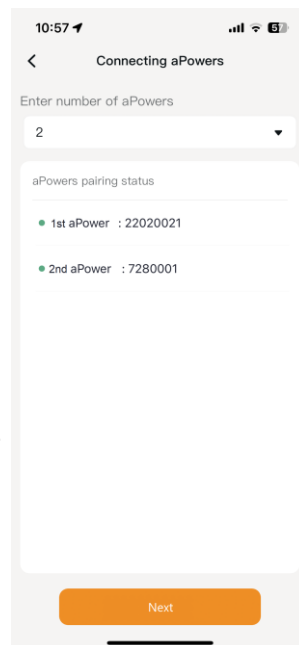 10:57
57
Connecting aPowers
Enter number of aPowers
2
aPowers pairing status
1st aPower : 22020021
2nd aPower : 7280001
Next